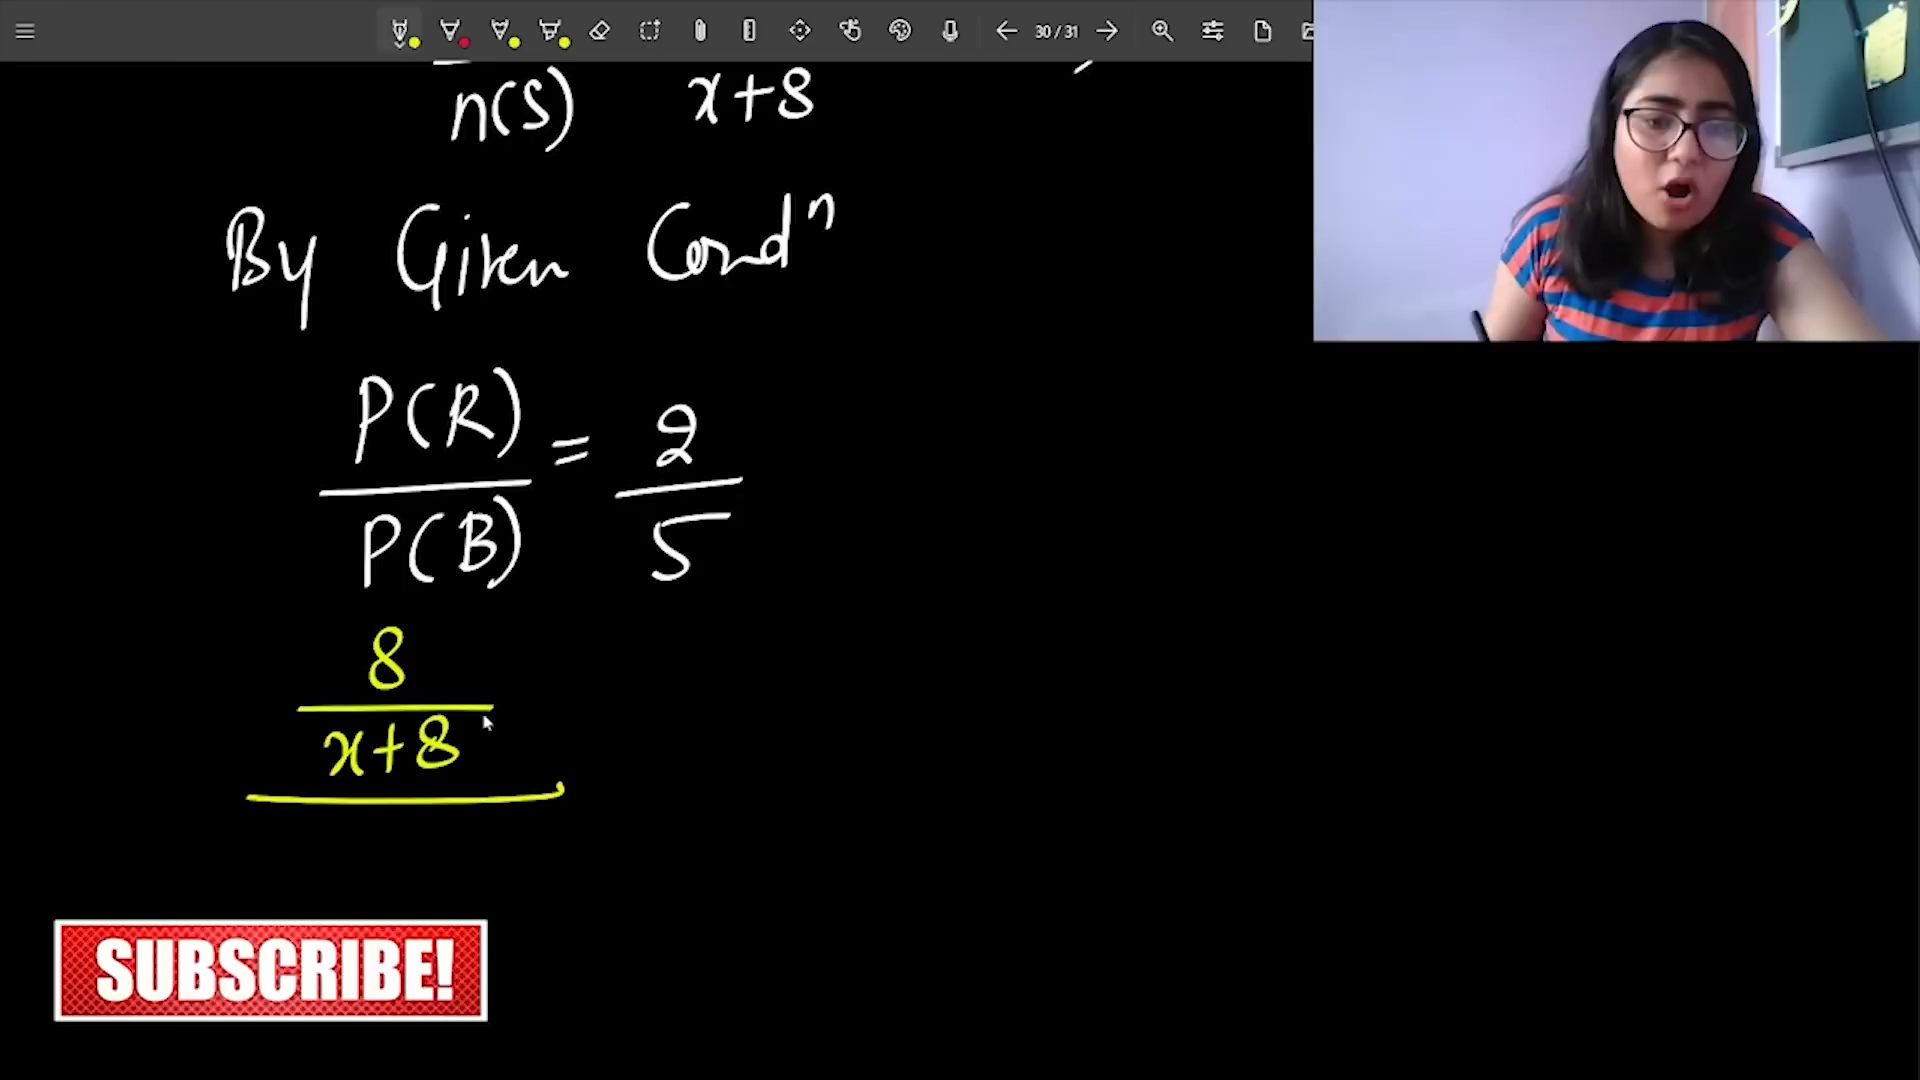 30 / 31
n(S) x+8
By Given Condⁿ
P(R)
= 2
P(B) 5
8
x+8
SUBSCRIBE!